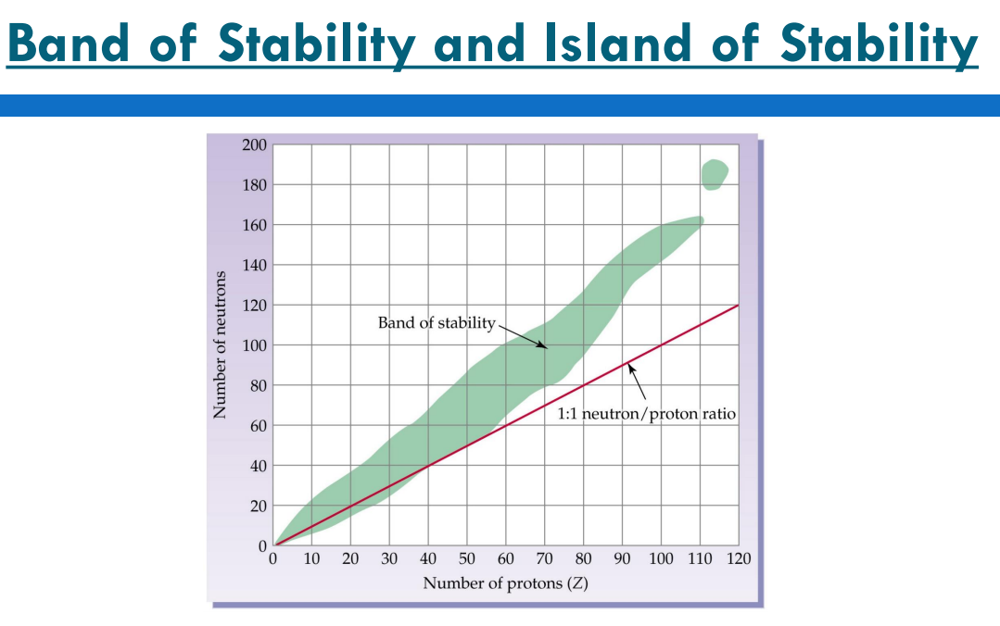 Band of Stability and Island of Stability
200
180
160
140
120
100
80
60
40
20
0
Number of neutrons
Band of stability
1:1 neutron/proton ratio
0 10 20 30 40 50 60 70 80 90 100 110 120
Number of protons (Z)